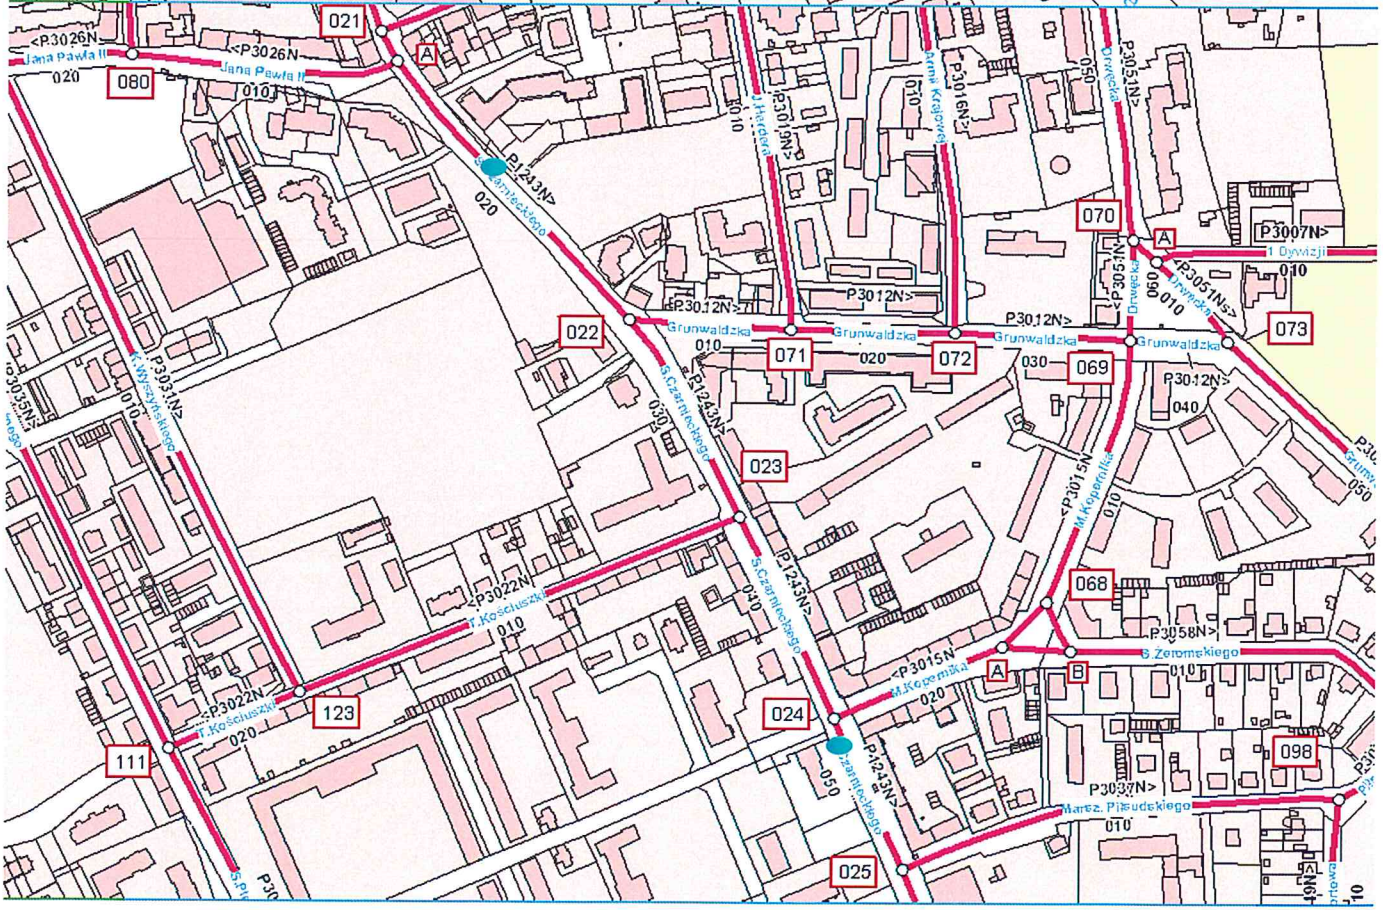 021
<P3026N
Jana Pawła II
020
080
<P3026N
Jana Pawła II
010
A
P1243N>
020
J.Herdera
P3019N>
010
Armii Krajowej
P3016N>
010
Drwęcka
P3051N>
050
070
A
P3007N>
1 Dywizji
010
<P3051N
Drwęcka
060
<P3051Ns>
Drwęcka
010
073
022
P3012N>
Grunwaldzka
010
071
P3012N>
Grunwaldzka
020
072
P3012N>
Grunwaldzka
030
069
Grunwaldzka
P3012N>
040
050
P3035N>
K.Wyszyńskiego
P3031N>
010
S.Czarnieckiego
P1243N>
030
023
<P3015N
M.Kopernika
010
068
<P3022N
T.Kościuszki
010
P1243N>
S.Czarnieckiego
040
P3058N>
S.Żeromskiego
010
A
B
<P3015N
M.Kopernika
020
<P3022N
T.Kościuszki
020
123
024
111
098
P1243N>
050
P3037N>
Marsz. Piłsudskiego
010
025
10